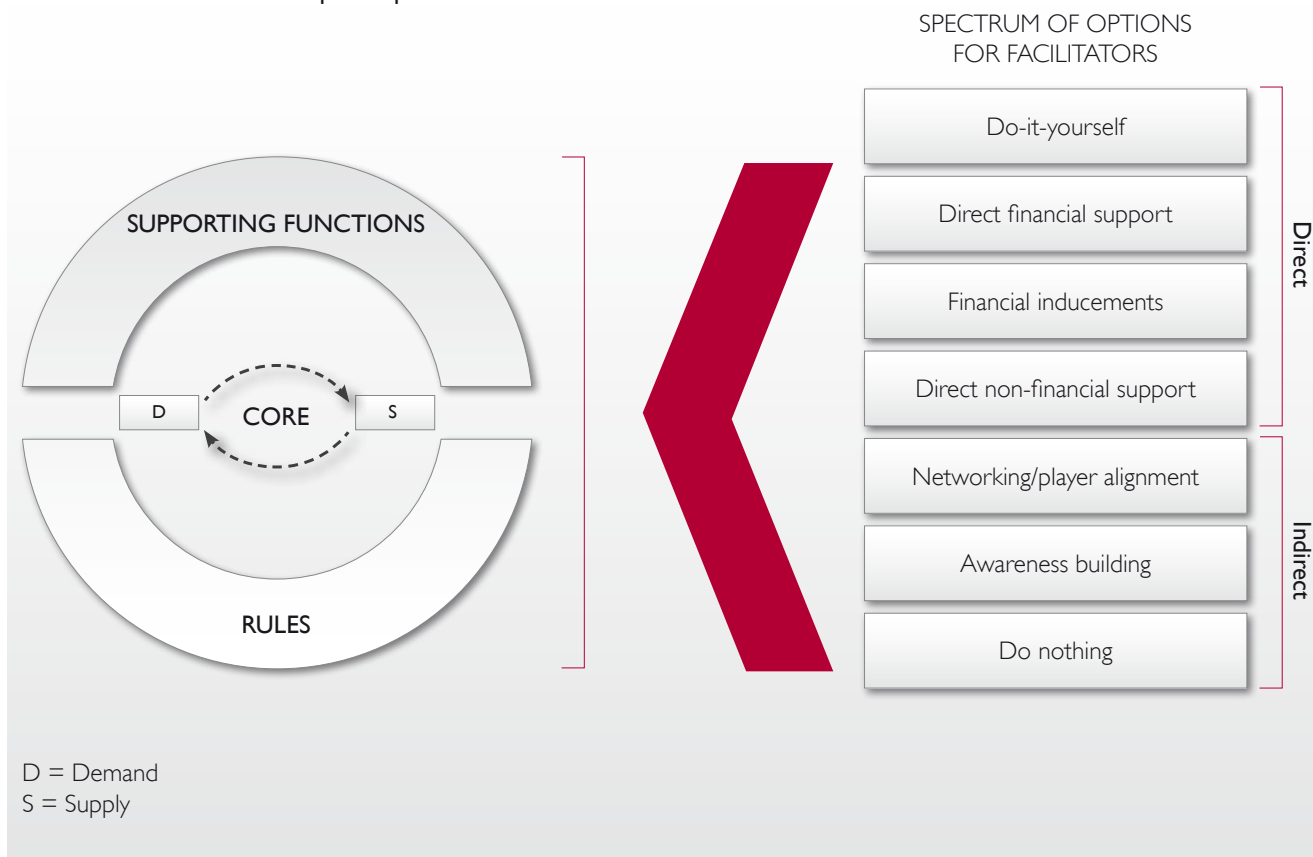 SPECTRUM OF OPTIONS
FOR FACILITATORS
Do-it-yourself
Direct financial support
Financial inducements
Direct non-financial support
Direct
Networking/player alignment
Awareness building
Do nothing
Indirect
SUPPORTING FUNCTIONS
D
CORE
S
RULES
D = Demand
S = Supply